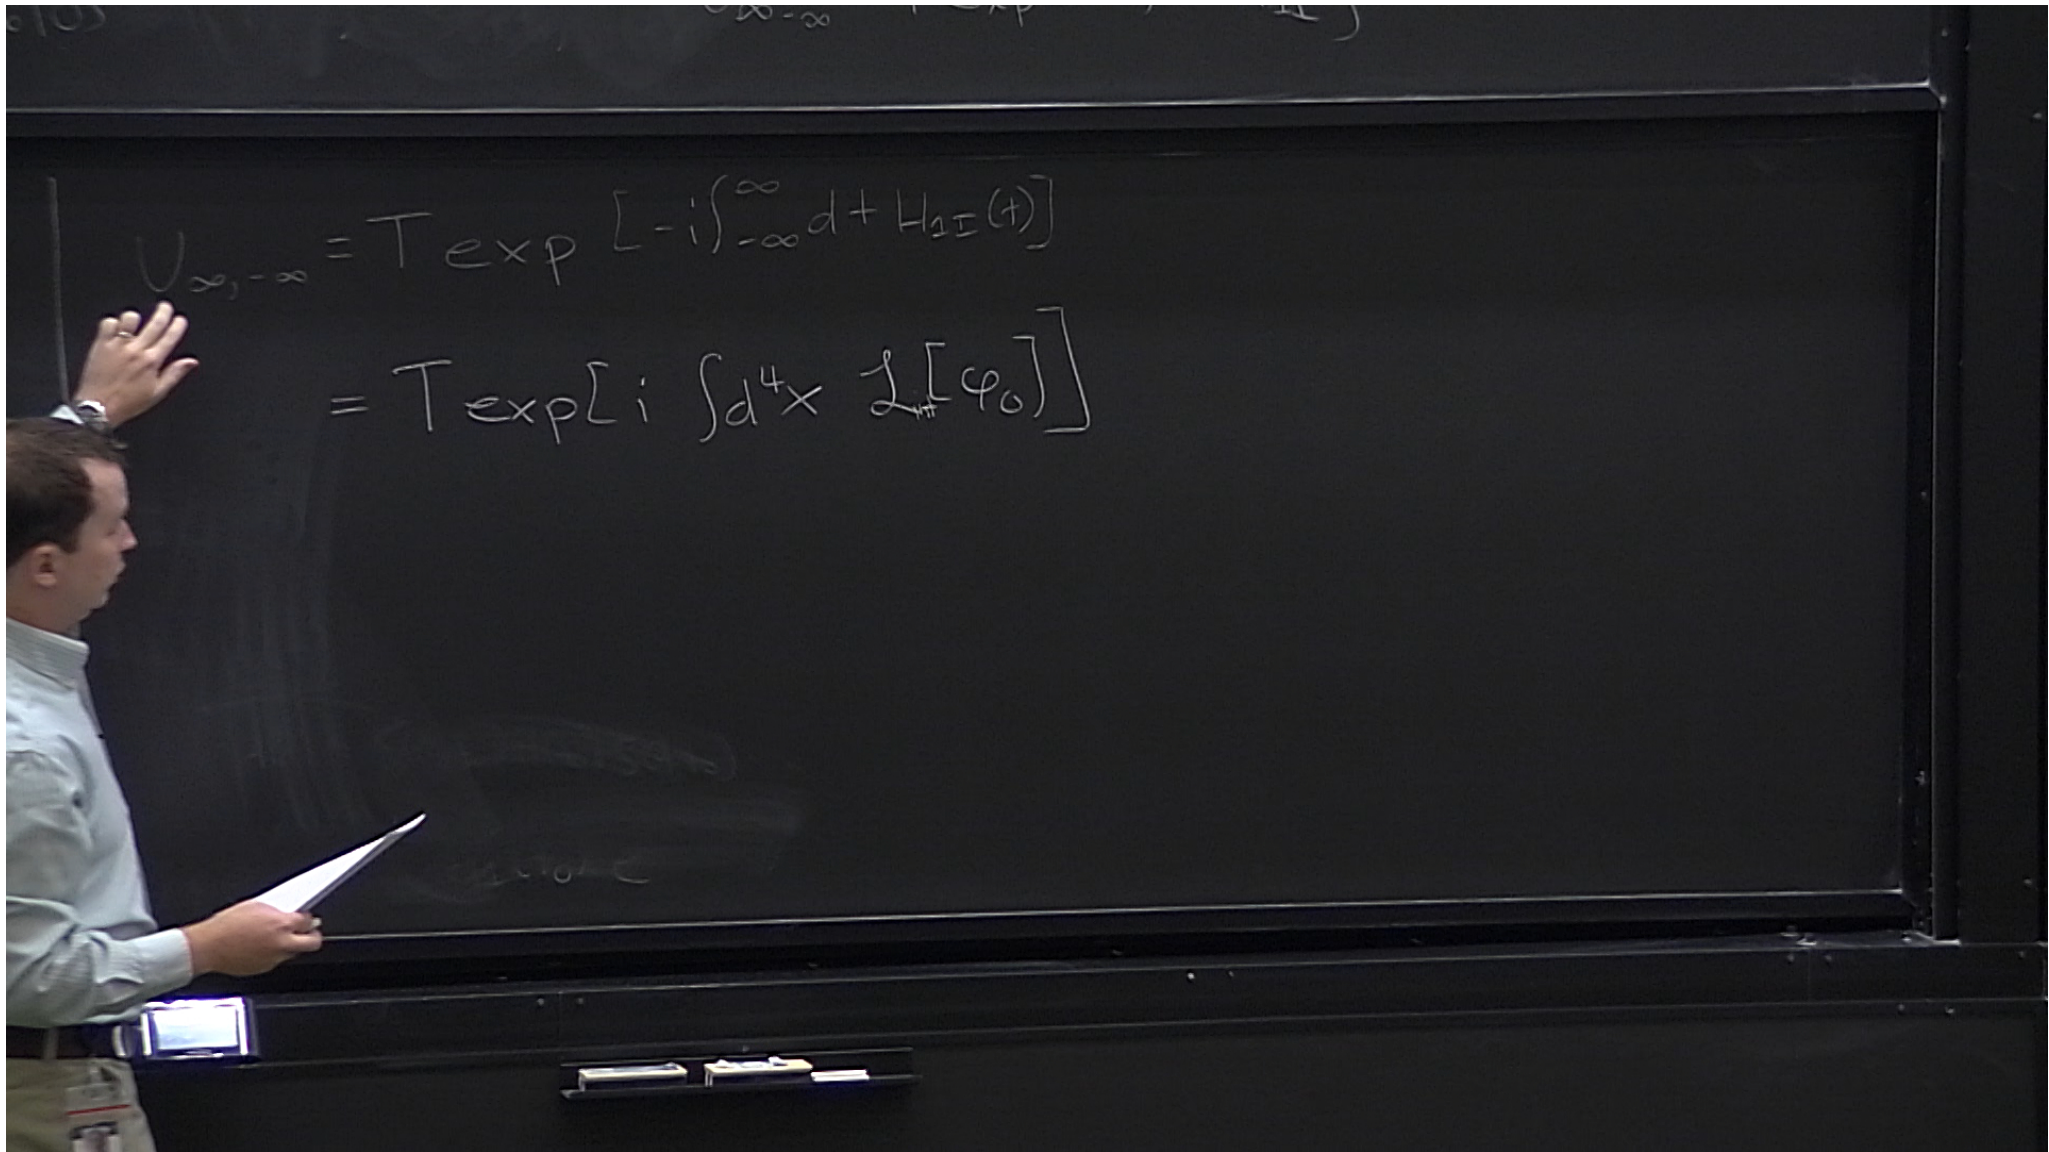 U∞,-∞ = T exp [-i∫_{-∞}^{∞} dt H_{1I}(t)]
= T exp[i ∫d⁴x ℒ_{int}[φ₀]]